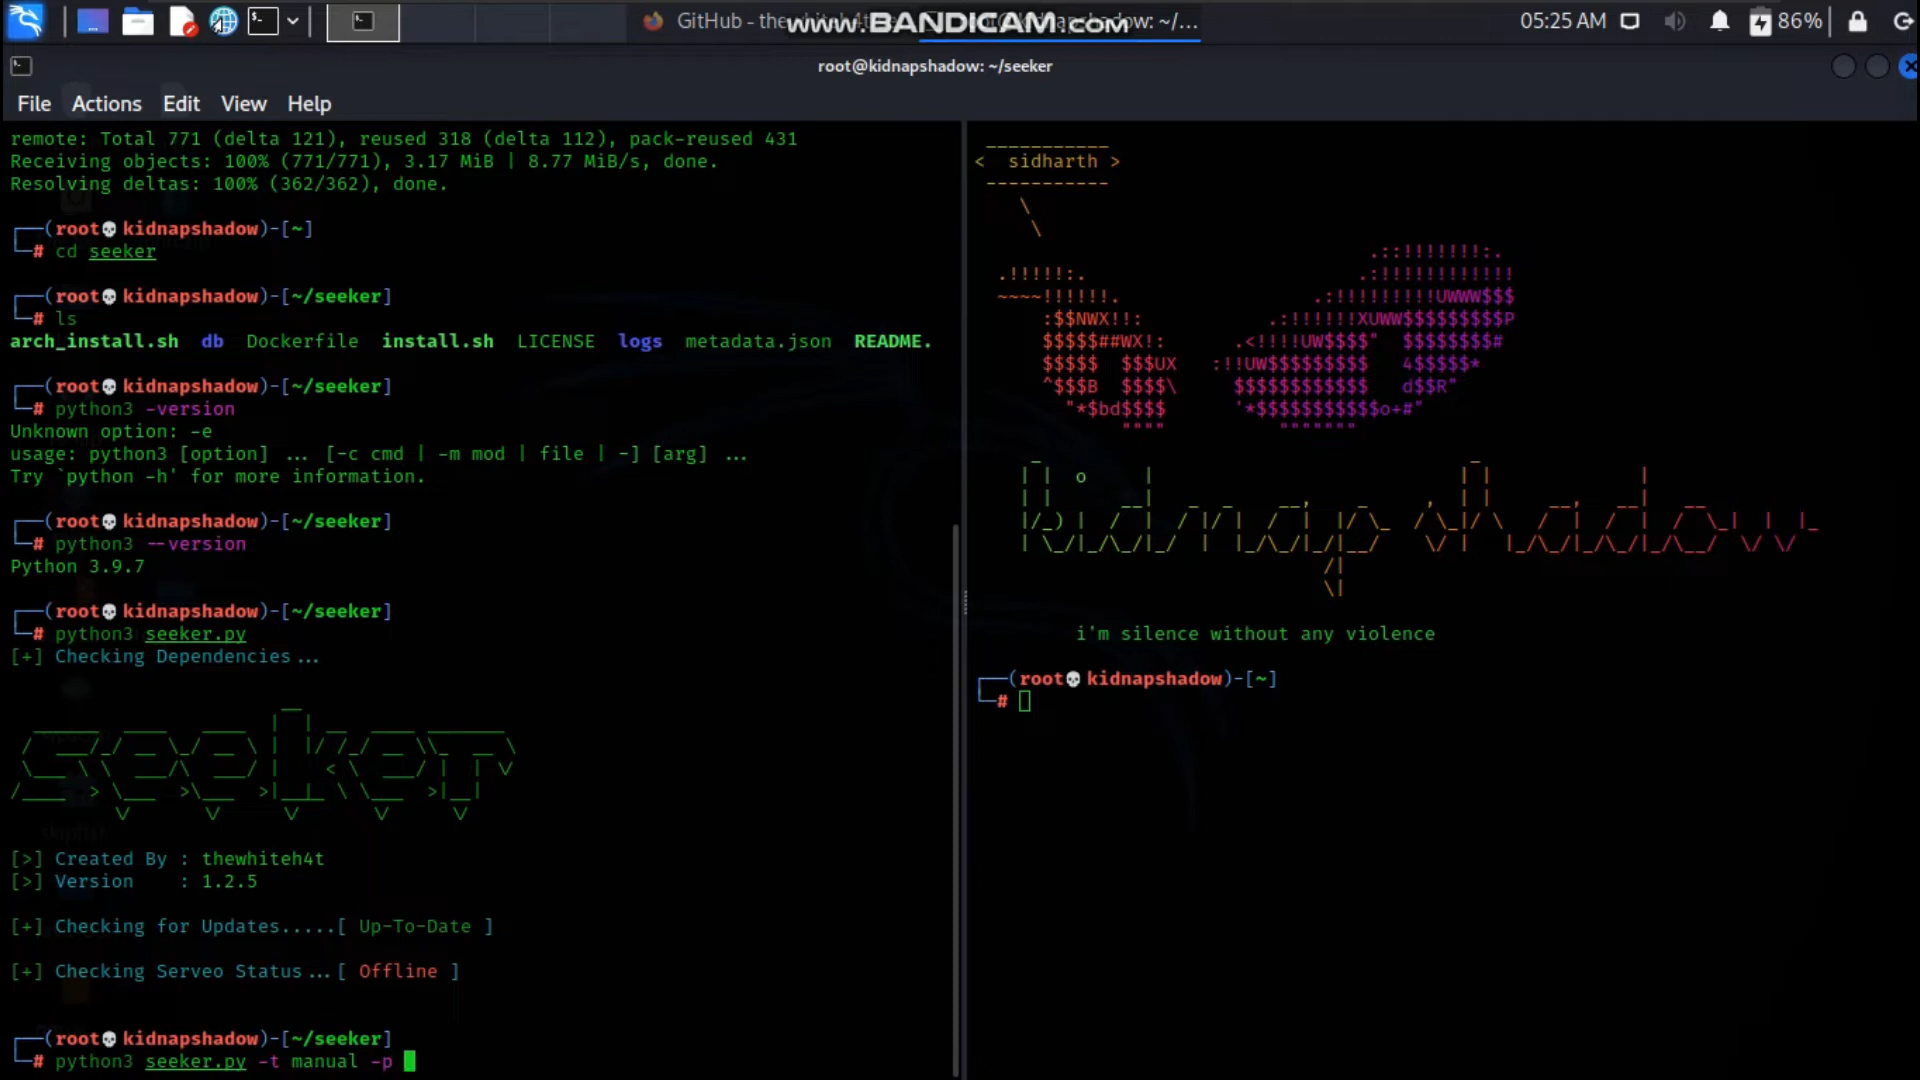 GitHub - the
www.BANDICAM.com
kidnapshadow: ~/...
05:25 AM
86%
root@kidnapshadow: ~/seeker
File Actions Edit View Help
remote: Total 771 (delta 121), reused 318 (delta 112), pack-reused 431
Receiving objects: 100% (771/771), 3.17 MiB | 8.77 MiB/s, done.
Resolving deltas: 100% (362/362), done.
┌──(root💀kidnapshadow)-[~]
└─# cd seeker
┌──(root💀kidnapshadow)-[~/seeker]
└─# ls
arch_install.sh db Dockerfile install.sh LICENSE logs metadata.json README.
┌──(root💀kidnapshadow)-[~/seeker]
└─# python3 -version
Unknown option: -e
usage: python3 [option] ... [-c cmd | -m mod | file | -] [arg] ...
Try `python -h' for more information.
┌──(root💀kidnapshadow)-[~/seeker]
└─# python3 --version
Python 3.9.7
┌──(root💀kidnapshadow)-[~/seeker]
└─# python3 seeker.py
[+] Checking Dependencies...
seeker
[>] Created By : thewhiteh4t
[>] Version    : 1.2.5
[+] Checking for Updates.....[ Up-To-Date ]
[+] Checking Serveo Status...[ Offline ]
┌──(root💀kidnapshadow)-[~/seeker]
└─# python3 seeker.py -t manual -p
< sidharth >
kidnap shadow
i'm silence without any violence
┌──(root💀kidnapshadow)-[~]
└─#